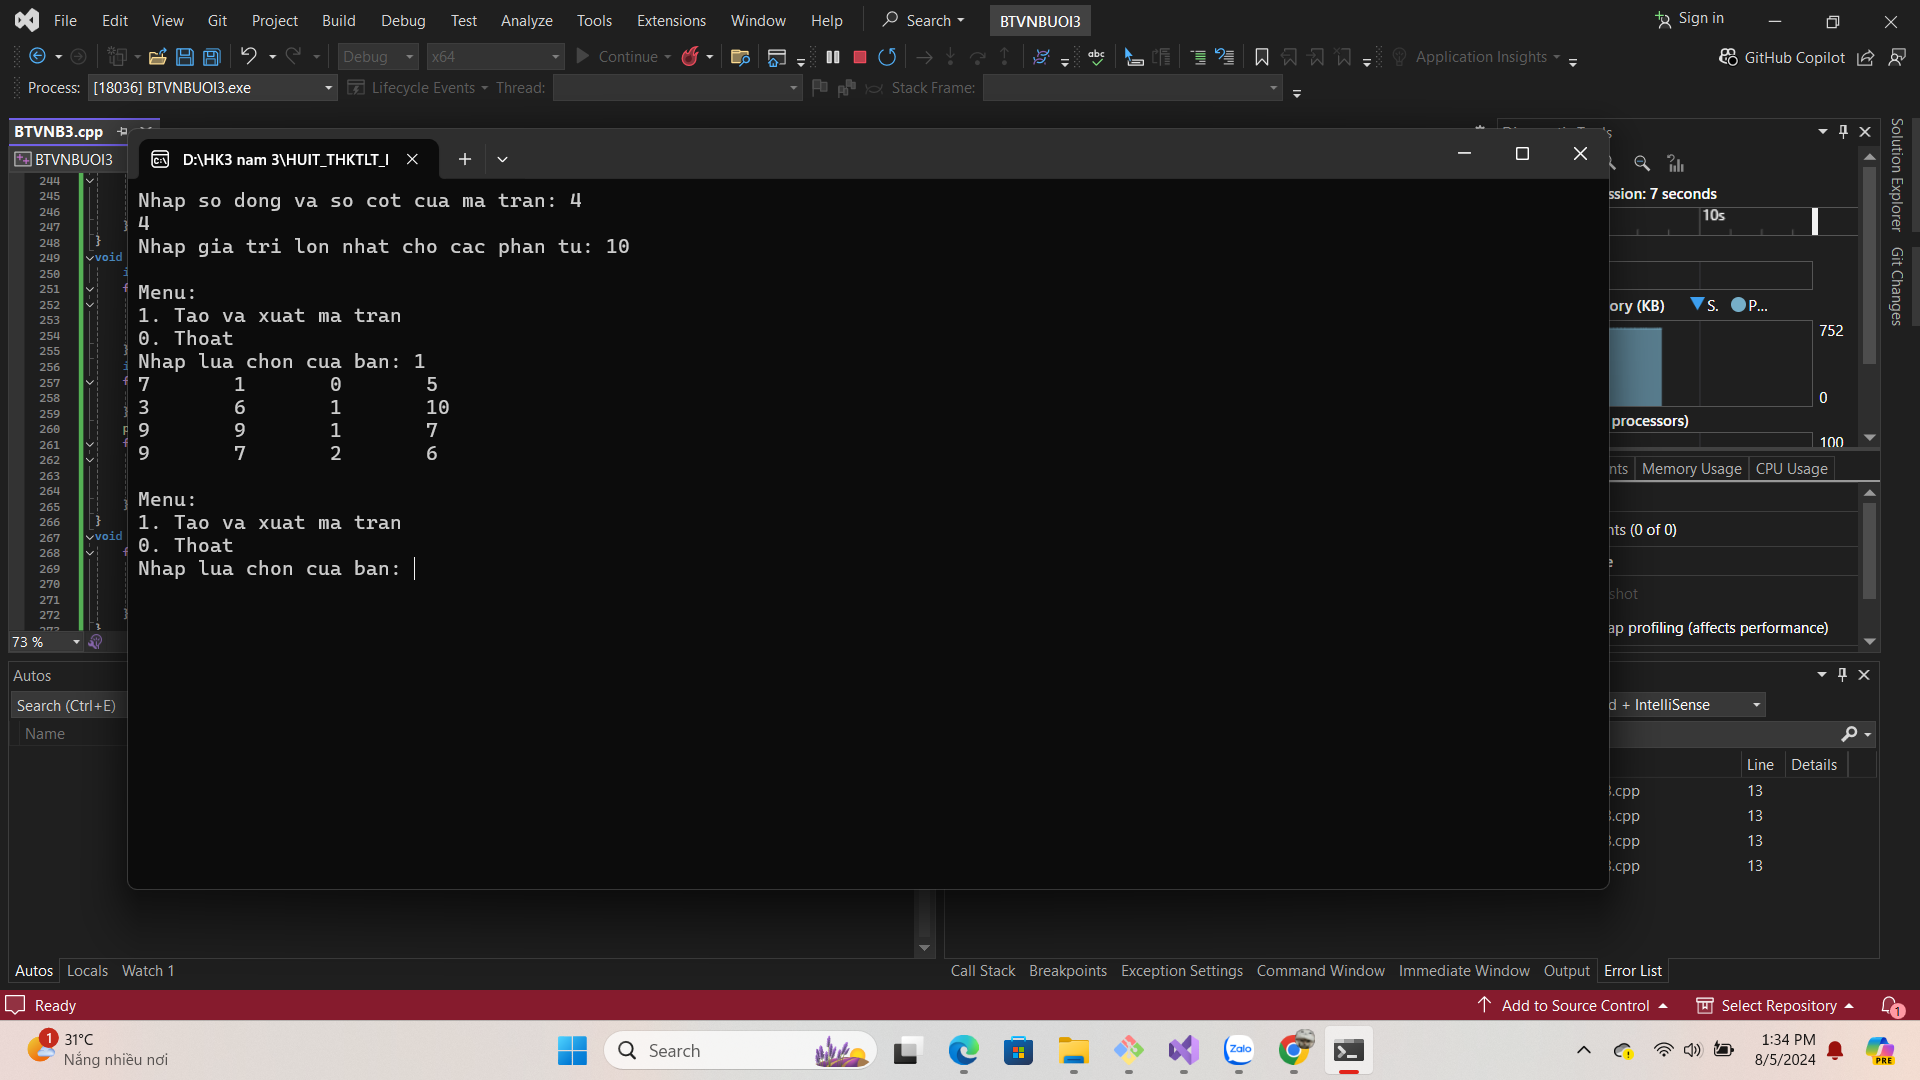 File Edit View Git Project Build Debug Test Analyze Tools Extensions Window Help Search BTVNBUOI3 Sign in
Debug x64 Continue abc Application Insights GitHub Copilot
Process: [18036] BTVNBUOI3.exe Lifecycle Events Thread: Stack Frame:
BTVNB3.cpp
BTVNBUOI3
D:\HK3 nam 3\HUIT_THKTLT_
Nhap so dong va so cot cua ma tran: 4
4
Nhap gia tri lon nhat cho cac phan tu: 10
Menu:
1. Tao va xuat ma tran
0. Thoat
Nhap lua chon cua ban: 1
7 1 0 5
3 6 1 10
9 9 1 7
9 7 2 6
Menu:
1. Tao va xuat ma tran
0. Thoat
Nhap lua chon cua ban:
244
245
246
247
248
249 void
250
251
252
253
254
255
256
257
258
259
260
261
262
263
264
265
266
267 void
268
269
270
271
272
73 %
ssion: 7 seconds
10s
ory (KB) S. P...
752
0
processors)
100
nts Memory Usage CPU Usage
nts (0 of 0)
shot
ap profiling (affects performance)
Solution Explorer
Git Changes
Autos
Search (Ctrl+E)
Name
d + IntelliSense
Line Details
.cpp 13
.cpp 13
.cpp 13
.cpp 13
Autos Locals Watch 1
Call Stack Breakpoints Exception Settings Command Window Immediate Window Output Error List
Ready Add to Source Control Select Repository 1
1 31°C
Nắng nhiều nơi
Search
Zalo
1:34 PM
8/5/2024
PRE